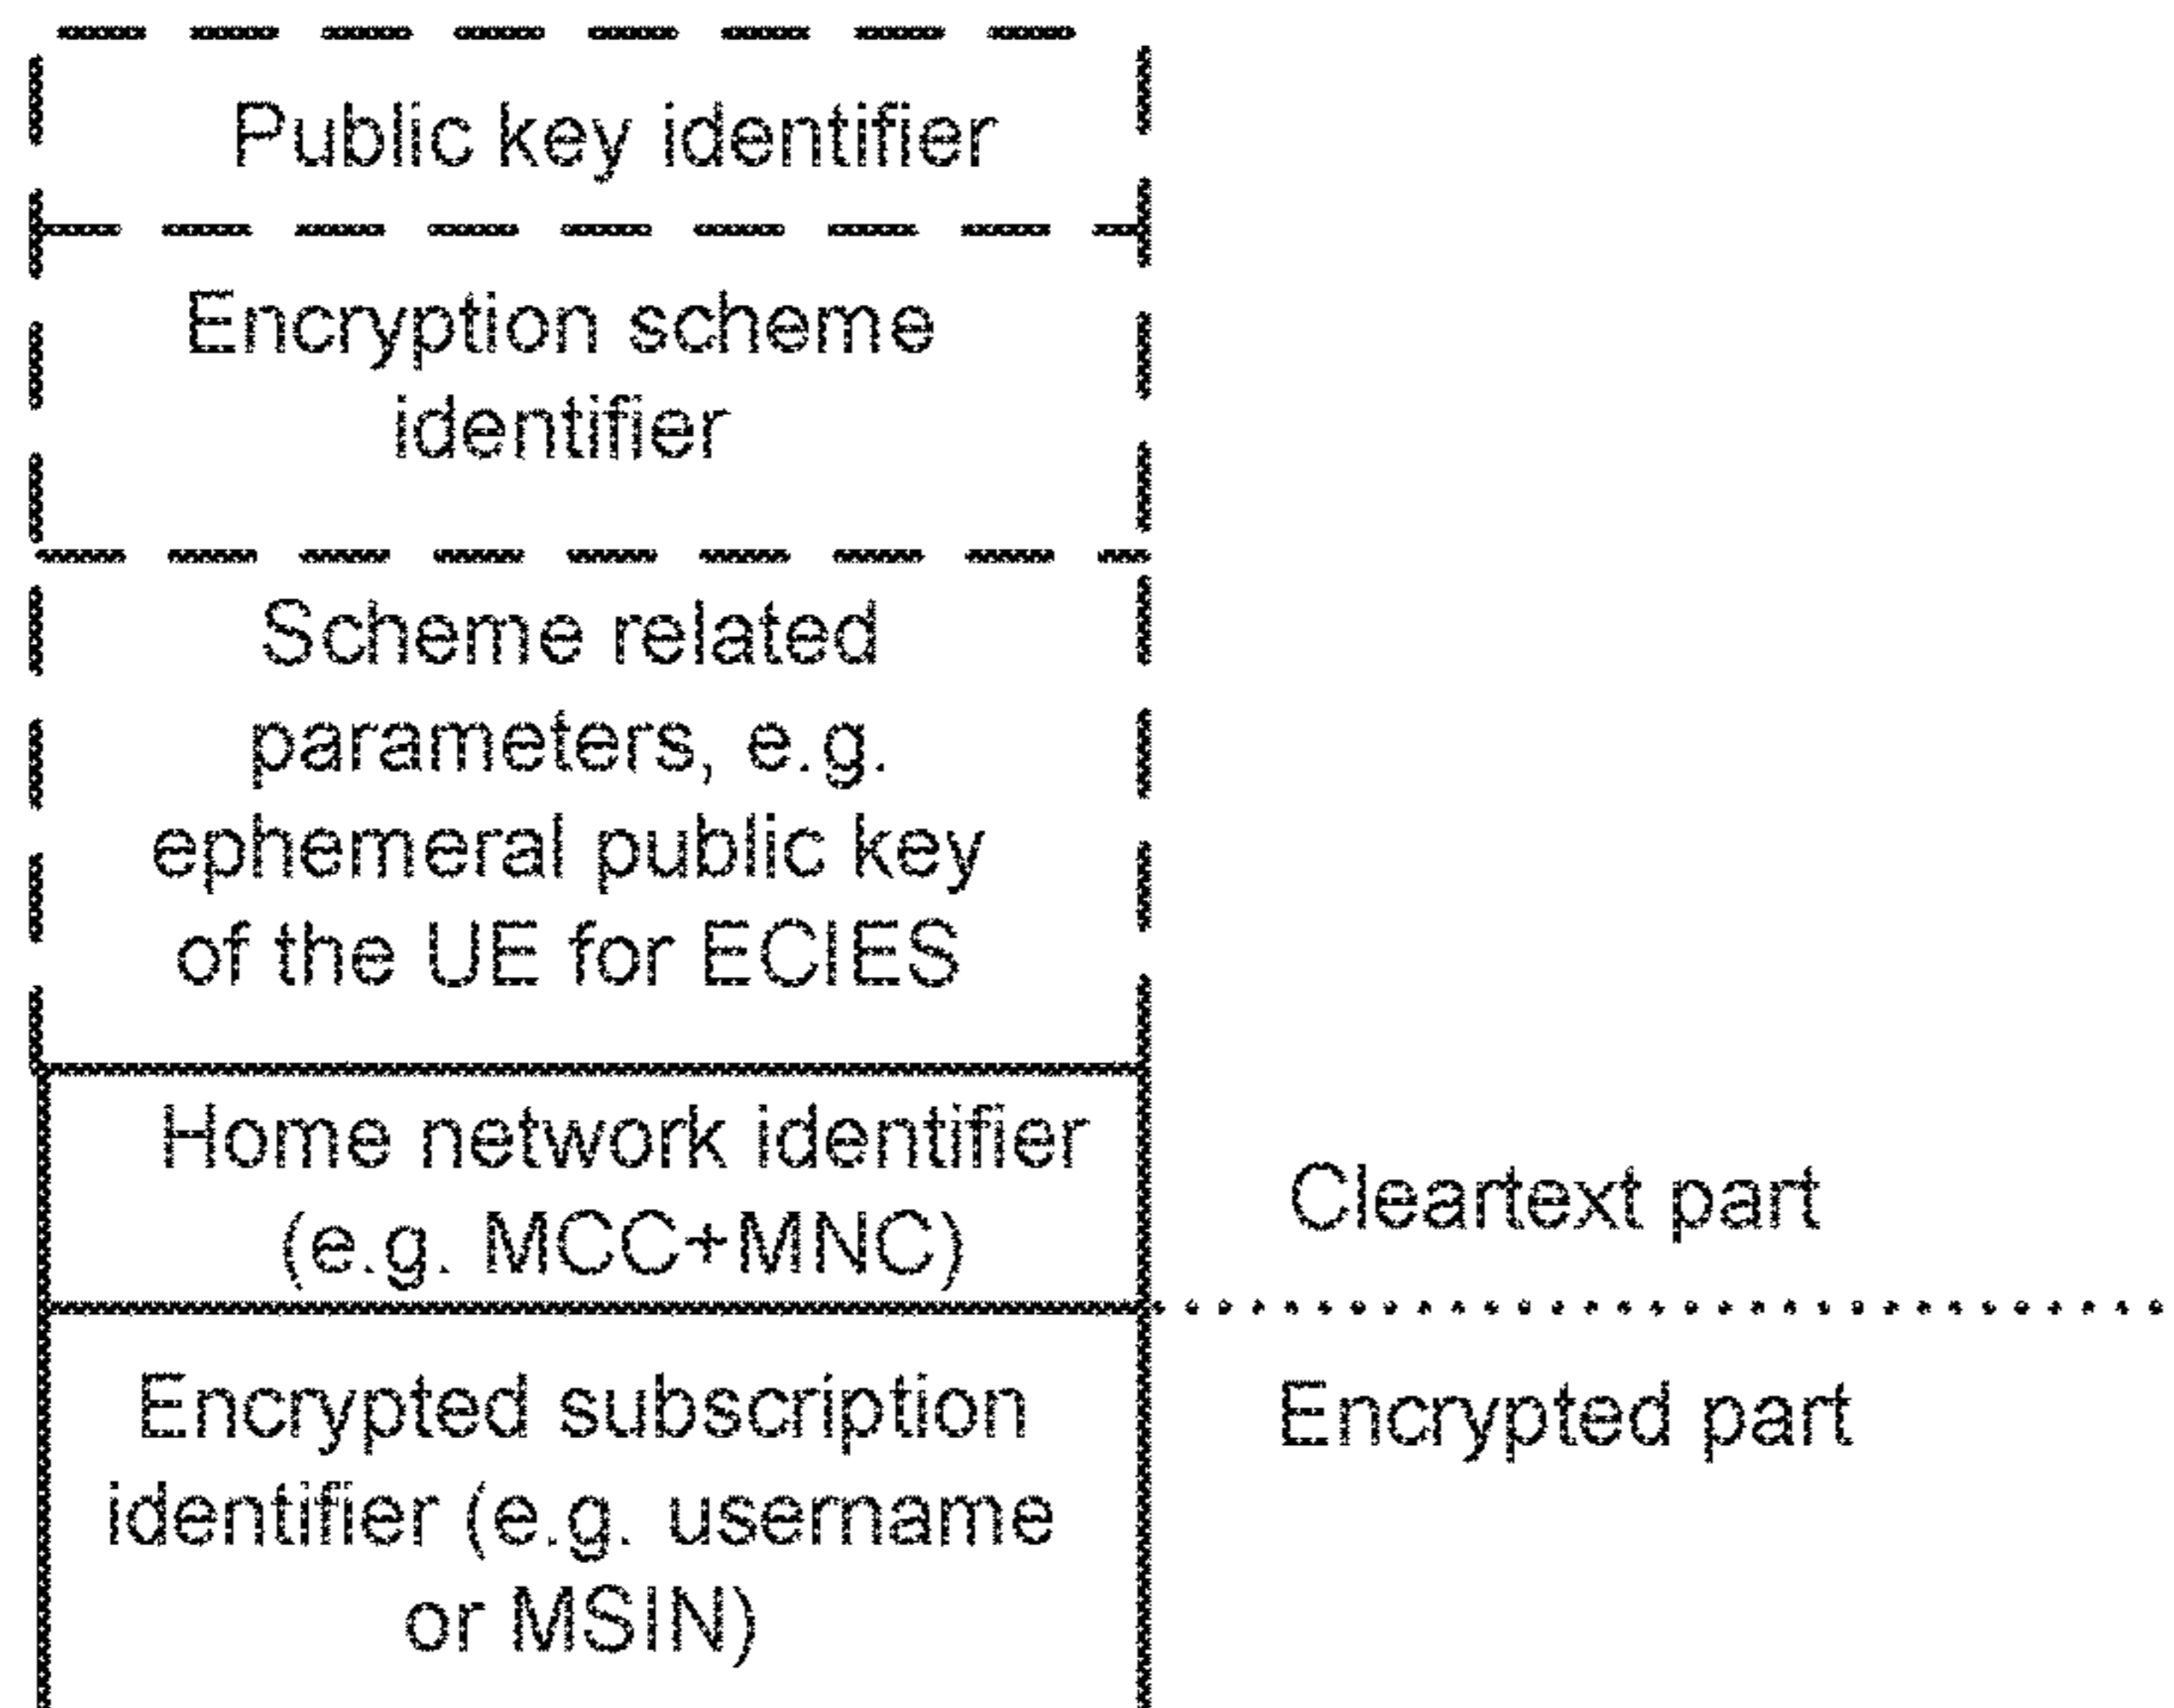 Public key identifier
Encryption scheme
identifier
Scheme related
parameters, e.g.
ephemeral public key
of the UE for ECIES
Home network identifier
(e.g. MCC+MNC)
Cleartext part
Encrypted subscription
identifier (e.g. username
or MSIN)
Encrypted part